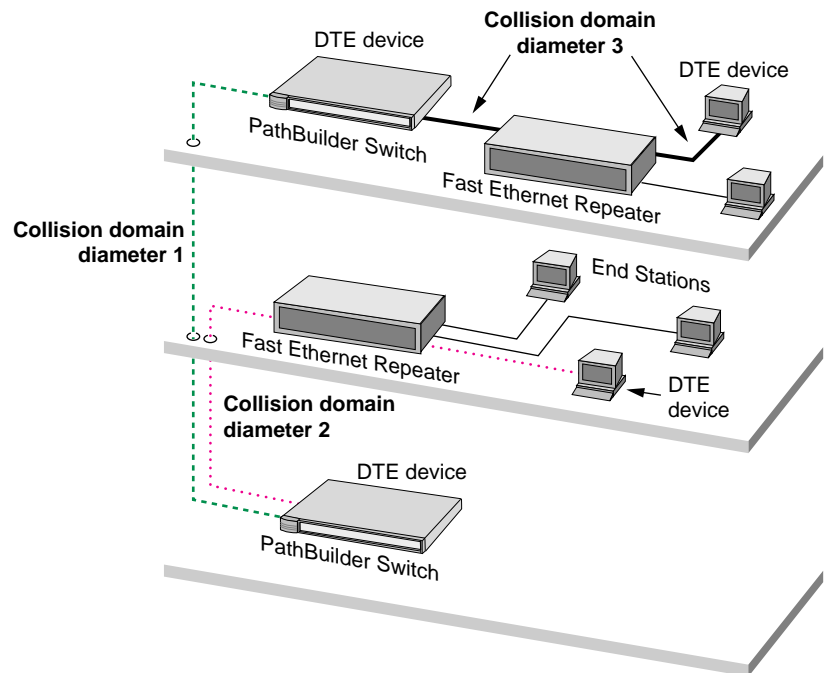 Collision domain
diameter 3
DTE device
DTE device
PathBuilder Switch
Fast Ethernet Repeater
Collision domain
diameter 1
End Stations
Fast Ethernet Repeater
DTE
device
Collision domain
diameter 2
DTE device
PathBuilder Switch